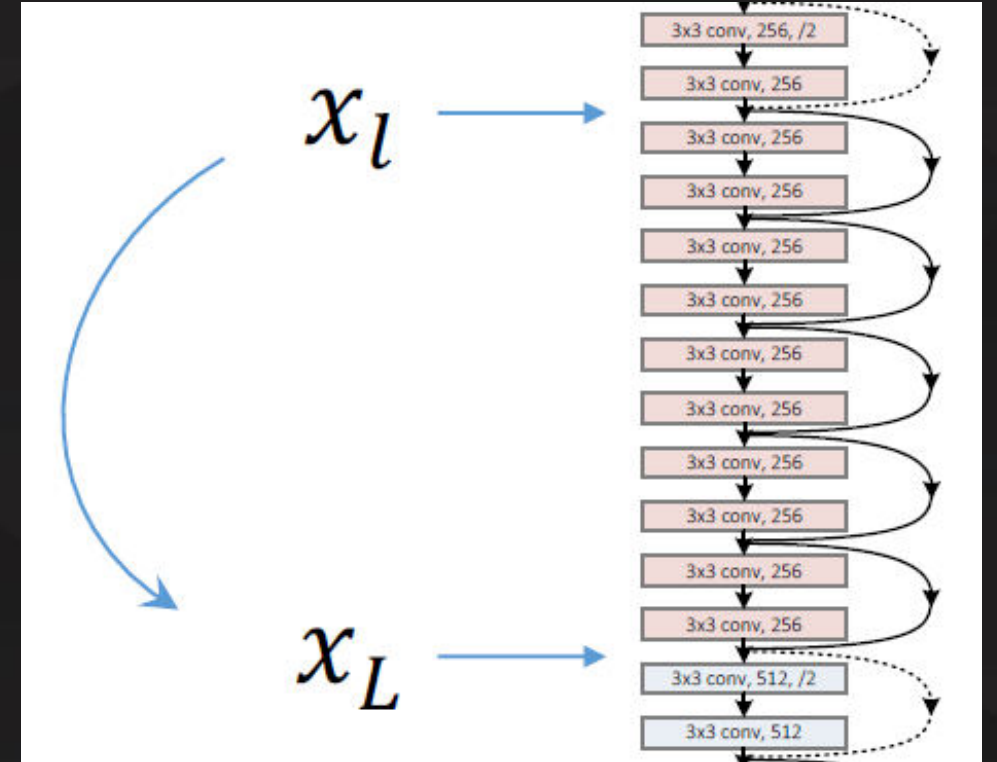 3x3 conv, 256, /2
3x3 conv, 256
x_l
3x3 conv, 256
3x3 conv, 256
3x3 conv, 256
3x3 conv, 256
3x3 conv, 256
3x3 conv, 256
3x3 conv, 256
3x3 conv, 256
3x3 conv, 256
3x3 conv, 256
x_L
3x3 conv, 512, /2
3x3 conv, 512